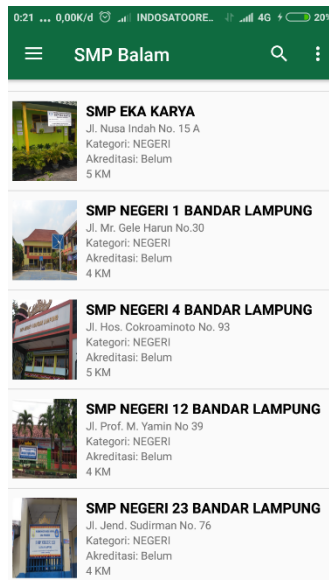 0:21 ... 0,00K/d INDOSATOORE... 4G 20%
SMP Balam
SMP EKA KARYA
Jl. Nusa Indah No. 15 A
Kategori: NEGERI
Akreditasi: Belum
5 KM
SMP NEGERI 1 BANDAR LAMPUNG
Jl. Mr. Gele Harun No.30
Kategori: NEGERI
Akreditasi: Belum
4 KM
SMP NEGERI 4 BANDAR LAMPUNG
Jl. Hos. Cokroaminoto No. 93
Kategori: NEGERI
Akreditasi: Belum
5 KM
SMP NEGERI 12 BANDAR LAMPUNG
Jl. Prof. M. Yamin No 39
Kategori: NEGERI
Akreditasi: Belum
4 KM
SMP NEGERI 23 BANDAR LAMPUNG
Jl. Jend. Sudirman No. 76
Kategori: NEGERI
Akreditasi: Belum
4 KM